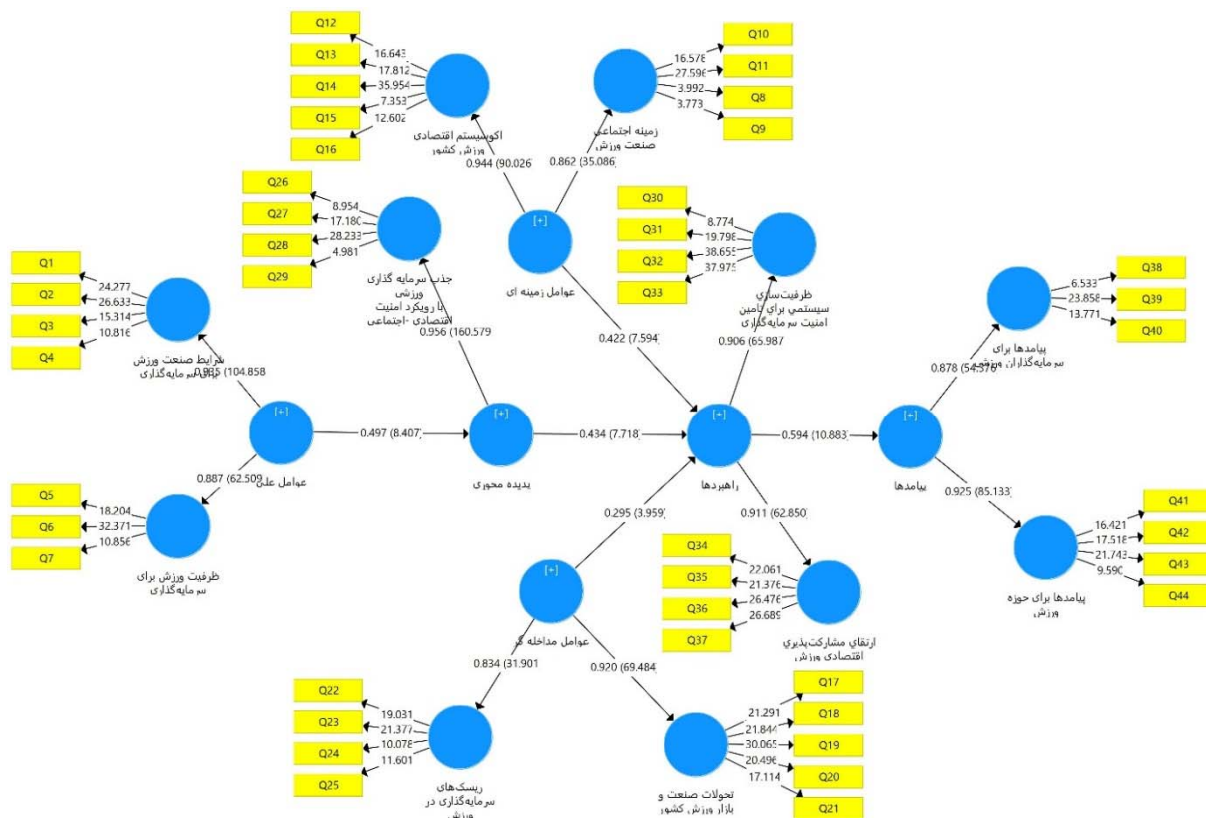 Q12
Q13
Q14
Q15
Q16
16.643
17.812
35.954
7.353
12.602
اکوسیستم اقتصادی
ورزش کشور
0.944 (90.026)
Q10
Q11
Q8
Q9
16.578
27.596
3.992
3.773
زمینه اجتماعی
صنعت ورزش
0.862 (35.086)
Q26
Q27
Q28
Q29
8.954
17.180
28.233
4.981
جذب سرمایه گذاری
ورزشی
با رویکرد امنیت
اقتصادی -اجتماعی
0.956 (160.579
[+]
عوامل زمینه ای
0.422 (7.594)
Q30
Q31
Q32
Q33
8.774
19.798
38.655
37.975
ظرفیت‌سازي
سیستمي براي تامین
امنیت سرمایه‌گذاري
0.906 (65.987
Q1
Q2
Q3
Q4
24.277
26.633
15.314
10.816
شرایط صنعت ورزش
برای سرمایه‌گذاری
0.935 (104.858
Q38
Q39
Q40
6.533
23.858
13.771
پیامدها برای
سرمایه‌گذاران ورزشی
0.878 (54.376)
[+]
عوامل علی
0.497 (8.407)
پدیده محوری
0.434 (7.718)
[+]
راهبردها
0.594 (10.883)
[+]
پیامدها
Q5
Q6
Q7
18.204
32.371
10.856
ظرفیت ورزش برای
سرمایه‌گذاری
0.887 (62.509
0.925 (85.133)
Q41
Q42
Q43
Q44
16.421
17.518
21.743
9.590
پیامدها برای حوزه
ورزش
0.295 (3.959)
[+]
عوامل مداخله گر
0.911 (62.850)
Q34
Q35
Q36
Q37
22.061
21.376
26.476
26.689
ارتقاي مشارکت‌پذیري
اقتصادي ورزش
0.834 (31.901
0.920 (69.484)
Q22
Q23
Q24
Q25
19.031
21.377
10.078
11.601
ریسک‌های
سرمایه‌گذاری در
ورزش
Q17
Q18
Q19
Q20
Q21
21.291
21.844
30.065
20.496
17.114
تحولات صنعت و
بازار ورزش کشور